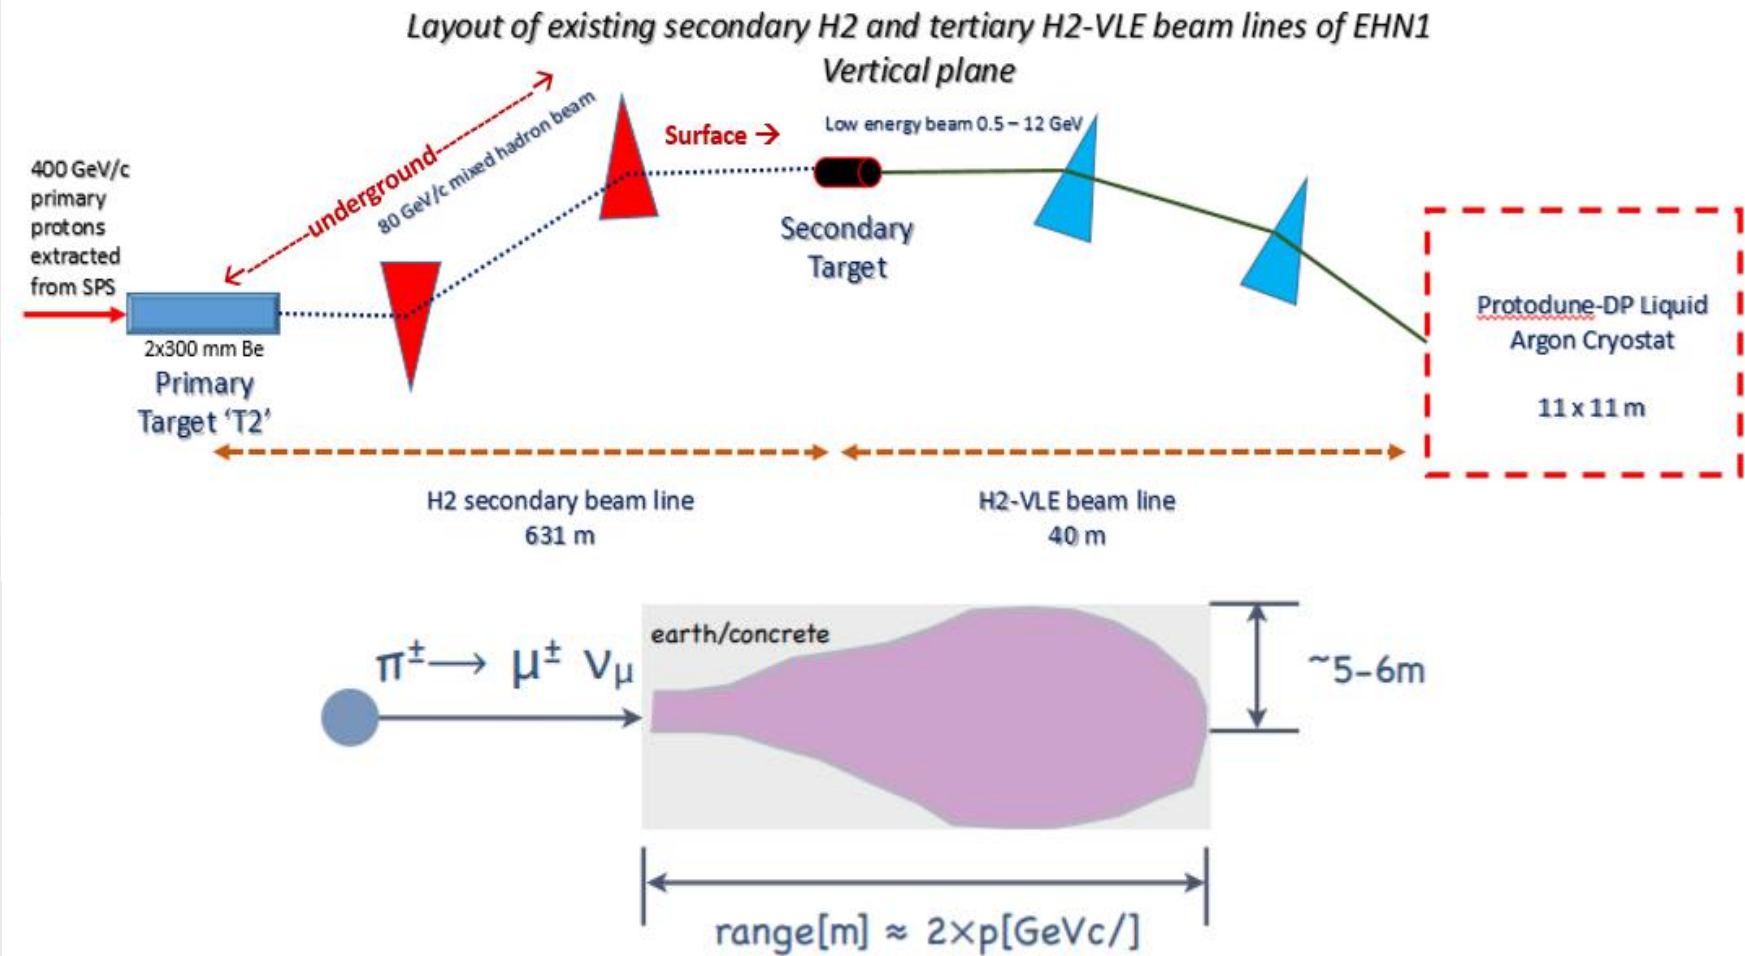 Layout of existing secondary H2 and tertiary H2-VLE beam lines of EHN1
Vertical plane
400 GeV/c
primary
protons
extracted
from SPS
underground
80 GeV/c mixed hadron beam
Surface →
Low energy beam 0.5 – 12 GeV
2x300 mm Be
Primary
Target ‘T2’
Secondary
Target
Protodune-DP Liquid
Argon Cryostat
11 x 11 m
H2 secondary beam line
631 m
H2-VLE beam line
40 m
earth/concrete
π± → μ± νμ
~5-6m
range[m] ≈ 2×p[GeVc/]